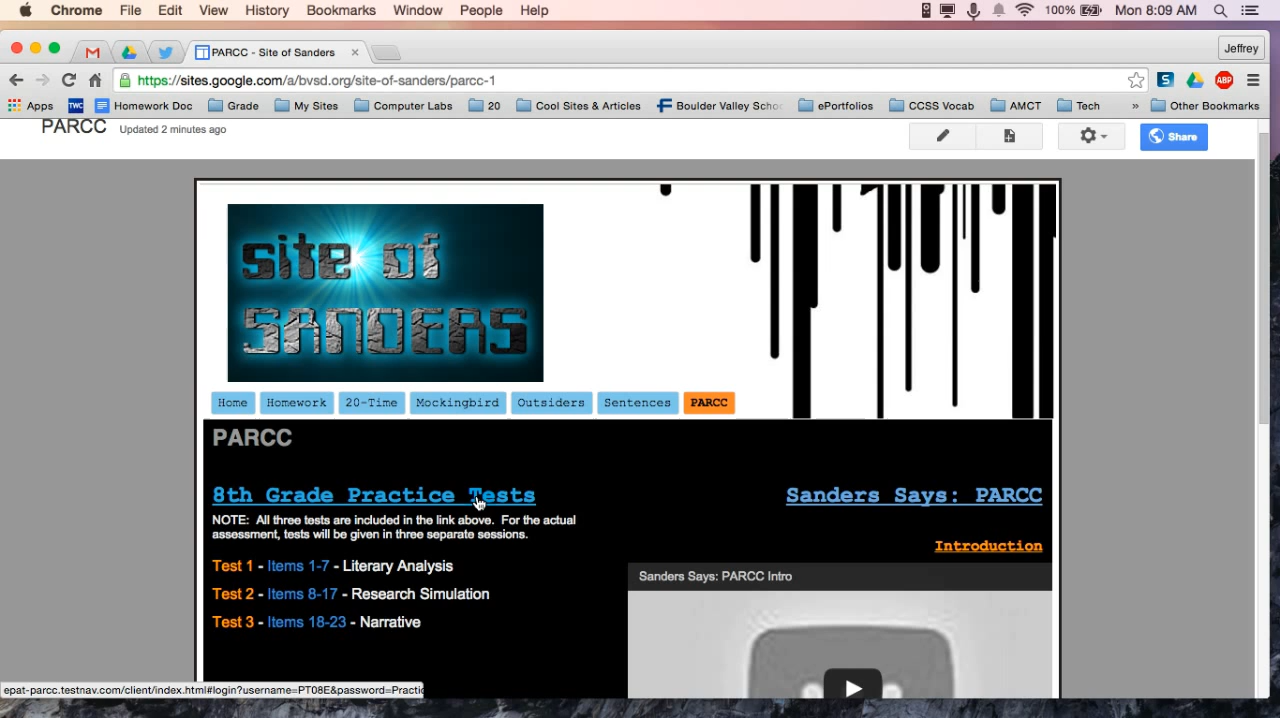 Chrome File Edit View History Bookmarks Window People Help 100% Mon 8:09 AM
PARCC - Site of Sanders Jeffrey
https://sites.google.com/a/bvsd.org/site-of-sanders/parcc-1
Apps TWC Homework Doc Grade My Sites Computer Labs 20 Cool Sites & Articles Boulder Valley Schoo ePortfolios CCSS Vocab AMCT Tech » Other Bookmarks
PARCC Updated 2 minutes ago Share
site of
SANDERS
Home Homework 20-Time Mockingbird Outsiders Sentences PARCC
PARCC
8th Grade Practice Tests
NOTE: All three tests are included in the link above. For the actual
assessment, tests will be given in three separate sessions.
Test 1 - Items 1-7 - Literary Analysis
Test 2 - Items 8-17 - Research Simulation
Test 3 - Items 18-23 - Narrative
Sanders Says: PARCC
Introduction
Sanders Says: PARCC Intro
epat-parcc.testnav.com/client/index.html#login?username=PT08E&password=Practic